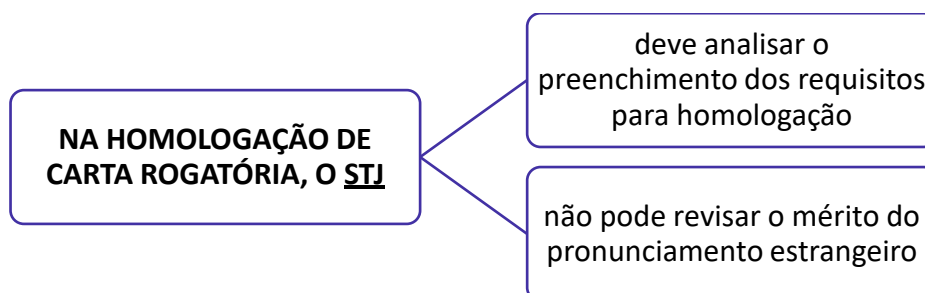 NA HOMOLOGAÇÃO DE
CARTA ROGATÓRIA, O STJ
deve analisar o
preenchimento dos requisitos
para homologação
não pode revisar o mérito do
pronunciamento estrangeiro